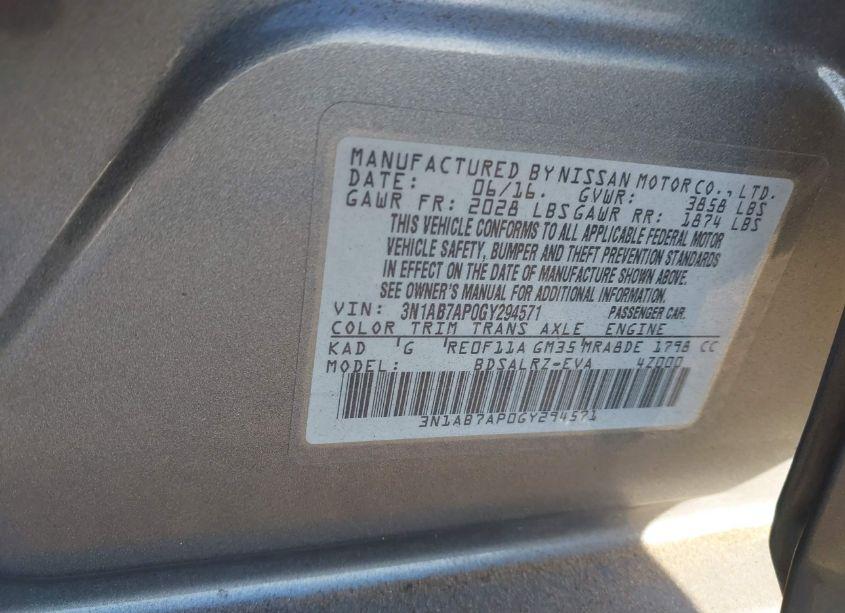 MANUFACTURED BY NISSAN MOTOR CO., LTD.
DATE: 06/16. GVWR: 3858 LBS
GAWR FR: 2028 LBS GAWR RR: 1874 LBS
THIS VEHICLE CONFORMS TO ALL APPLICABLE FEDERAL MOTOR
VEHICLE SAFETY, BUMPER AND THEFT PREVENTION STANDARDS
IN EFFECT ON THE DATE OF MANUFACTURE SHOWN ABOVE.
SEE OWNER'S MANUAL FOR ADDITIONAL INFORMATION.
VIN: 3N1AB7AP0GY294571 PASSENGER CAR.
COLOR TRIM TRANS AXLE ENGINE
KAD G RE0F11A GM35 MRA8DE 1798 CC
MODEL: BDSALRZ-EVA 4Z000
3N1AB7AP0GY294571